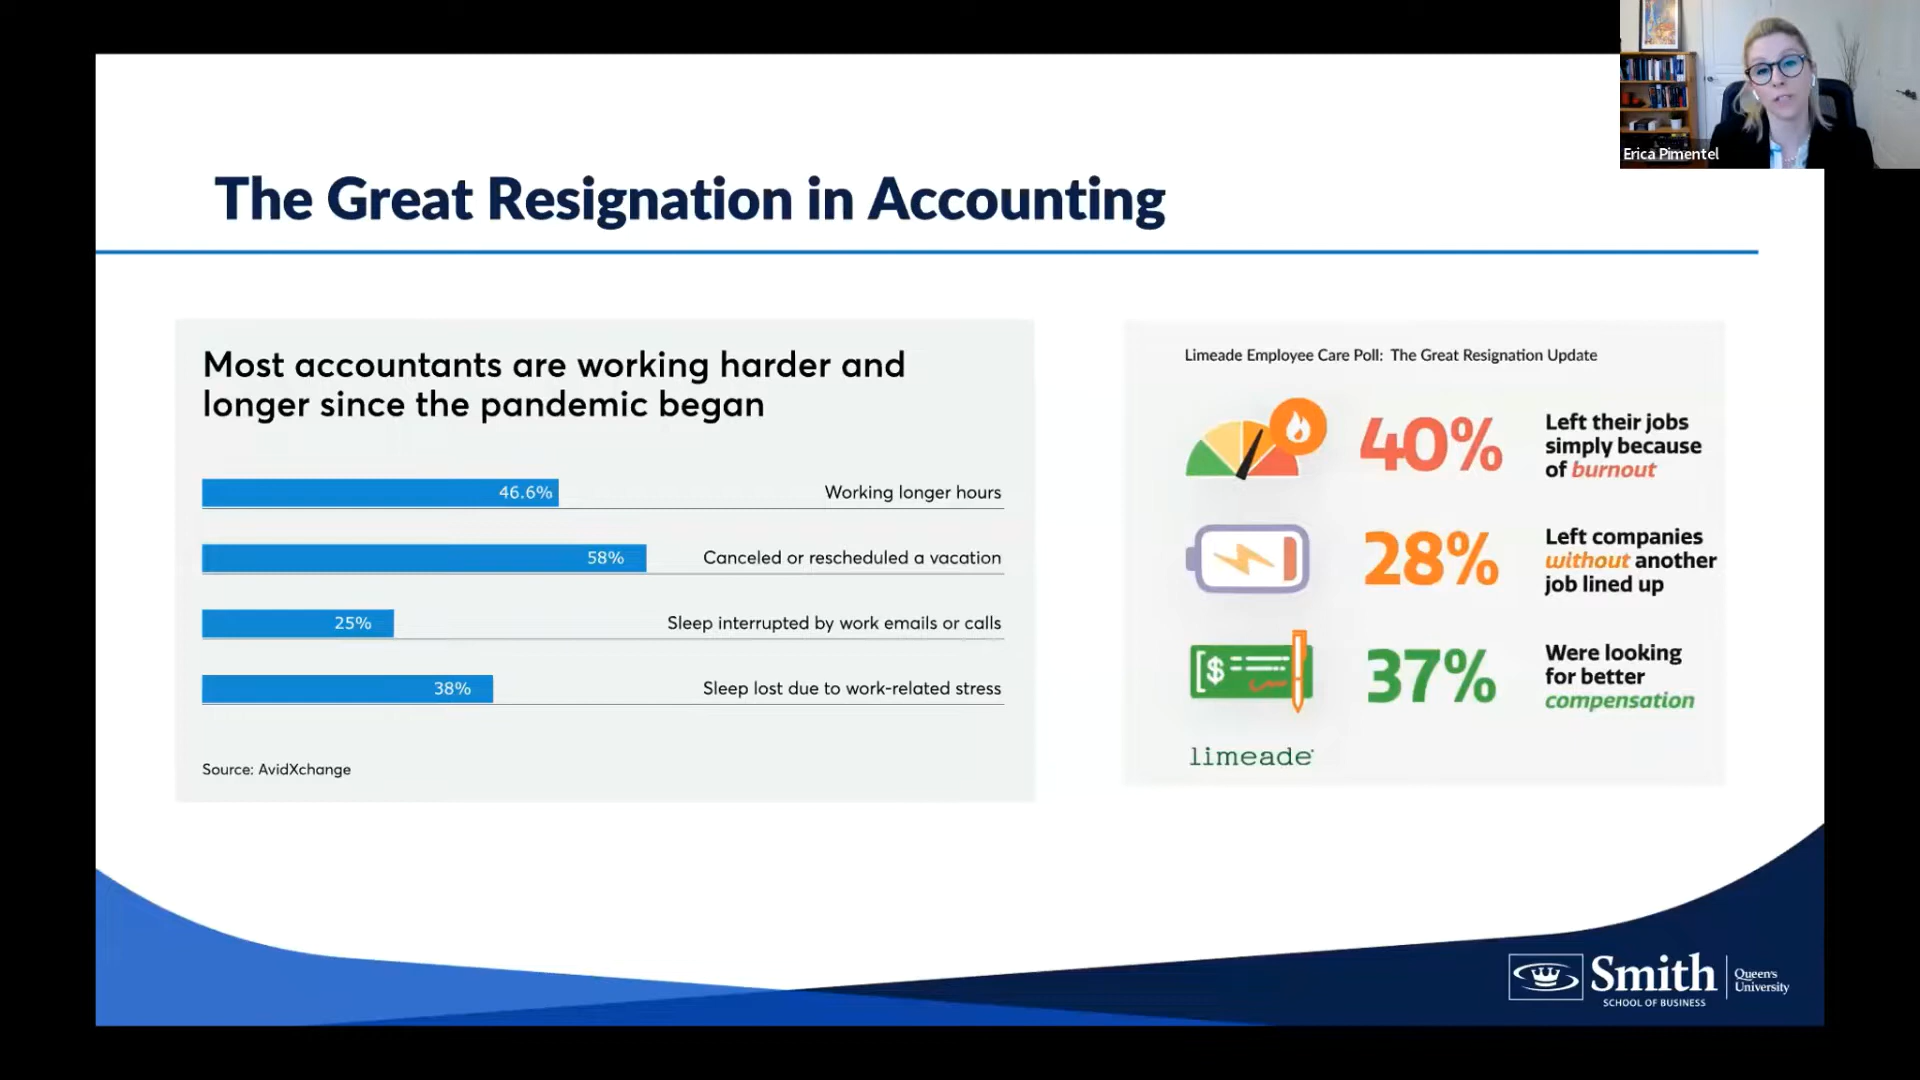 Erica Pimentel
The Great Resignation in Accounting
Most accountants are working harder and
longer since the pandemic began
46.6% Working longer hours
58% Canceled or rescheduled a vacation
25% Sleep interrupted by work emails or calls
38% Sleep lost due to work-related stress
Source: AvidXchange
Limeade Employee Care Poll: The Great Resignation Update
40%
Left their jobs
simply because
of burnout
28%
Left companies
without another
job lined up
$
37%
Were looking
for better
compensation
limeade
Smith
SCHOOL OF BUSINESS
Queen's
University